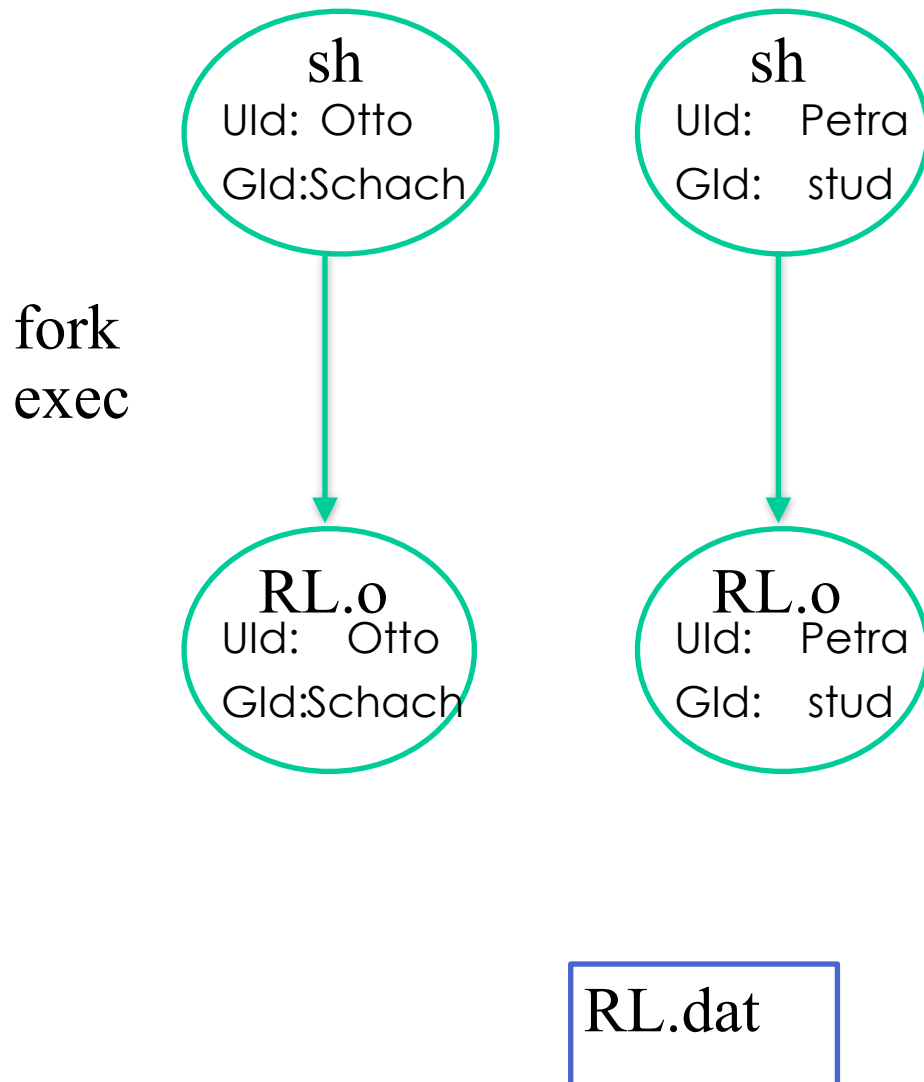 sh
UId: Otto
GId:Schach
sh
UId: Petra
GId: stud
fork
exec
RL.o
UId: Otto
GId:Schach
RL.o
UId: Petra
GId: stud
RL.dat